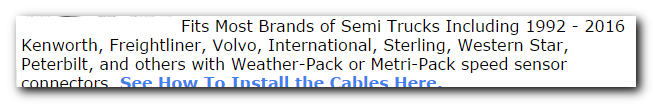 Fits Most Brands of Semi Trucks Including 1992 - 2016
Kenworth, Freightliner, Volvo, International, Sterling, Western Star,
Peterbilt, and others with Weather-Pack or Metri-Pack speed sensor
connectors. See How To Install the Cables Here.